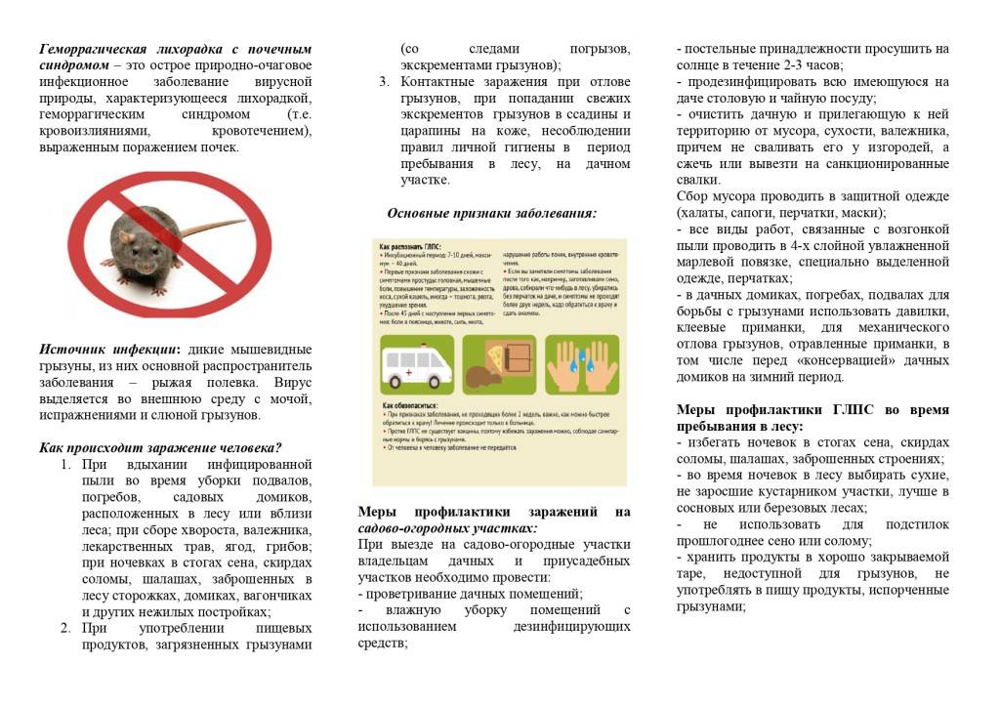 Геморрагическая лихорадка с почечным
синдромом – это острое природно-очаговое
инфекционное заболевание вирусной
природы, характеризующееся лихорадкой,
геморрагическим синдромом (т.е.
кровоизлияниями, кровотечением),
выраженным поражением почек.
Источник инфекции: дикие мышевидные
грызуны, из них основной распространитель
заболевания – рыжая полевка. Вирус
выделяется во внешнюю среду с мочой,
испражнениями и слюной грызунов.
Как происходит заражение человека?
1. При вдыхании инфицированной
пыли во время уборки подвалов,
погребов, садовых домиков,
расположенных в лесу или вблизи
леса; при сборе хвороста, валежника,
лекарственных трав, ягод, грибов;
при ночевках в стогах сена, скирдах
соломы, шалашах, заброшенных в
лесу сторожках, домиках, вагончиках
и других нежилых постройках;
2. При употреблении пищевых
продуктов, загрязненных грызунами
(со следами погрызов,
экскрементами грызунов);
3. Контактные заражения при отлове
грызунов, при попадании свежих
экскрементов грызунов в ссадины и
царапины на коже, несоблюдении
правил личной гигиены в период
пребывания в лесу, на дачном
участке.
Основные признаки заболевания:
Как распознать ГЛПС:
• Инкубационный период: 7-10 дней, макси-
мум – 40 дней.
• Первые признаки заболевания схожи с
симптомами простуды: головная, мышечные
боли, повышение температуры, заложенность
носа, сухой кашель, иногда – тошнота, рвота,
ухудшение зрения.
• После 45 дней с наступления первых симпто-
мов: боли в пояснице, животе, сыпь, икота,
нарушение работы почек, внутренние кровоте-
чения.
• Если вы заметили симптомы заболевания
после того как, например, заготавливали сено,
дрова, собирали что-нибудь в лесу, убирались
без перчаток на даче, и симптомы не проходят
более двух недель, надо обратиться к врачу и
сдать анализы.
Как обезопаситься:
• При признаках заболевания, не проходящих более 2 недель, важно, как можно быстрее
обратиться к врачу! Лечение происходит только в больнице.
• Против ГЛПС не существует вакцины, поэтому избежать заражения можно, соблюдая санитар-
ные нормы и борясь с грызунами.
• От человека к человеку заболевание не передаётся.
Меры профилактики заражений на
садово-огородных участках:
При выезде на садово-огородные участки
владельцам дачных и приусадебных
участков необходимо провести:
- проветривание дачных помещений;
- влажную уборку помещений с
использованием дезинфицирующих
средств;
- постельные принадлежности просушить на
солнце в течение 2-3 часов;
- продезинфицировать всю имеющуюся на
даче столовую и чайную посуду;
- очистить дачную и прилегающую к ней
территорию от мусора, сухости, валежника,
причем не сваливать его у изгородей, а
сжечь или вывезти на санкционированные
свалки.
Сбор мусора проводить в защитной одежде
(халаты, сапоги, перчатки, маски);
- все виды работ, связанные с возгонкой
пыли проводить в 4-х слойной увлажненной
марлевой повязке, специально выделенной
одежде, перчатках;
- в дачных домиках, погребах, подвалах для
борьбы с грызунами использовать давилки,
клеевые приманки, для механического
отлова грызунов, отравленные приманки, в
том числе перед «консервацией» дачных
домиков на зимний период.
Меры профилактики ГЛПС во время
пребывания в лесу:
- избегать ночевок в стогах сена, скирдах
соломы, шалашах, заброшенных строениях;
- во время ночевок в лесу выбирать сухие,
не заросшие кустарником участки, лучше в
сосновых или березовых лесах;
- не использовать для подстилок
прошлогоднее сено или солому;
- хранить продукты в хорошо закрываемой
таре, недоступной для грызунов, не
употреблять в пищу продукты, испорченные
грызунами;